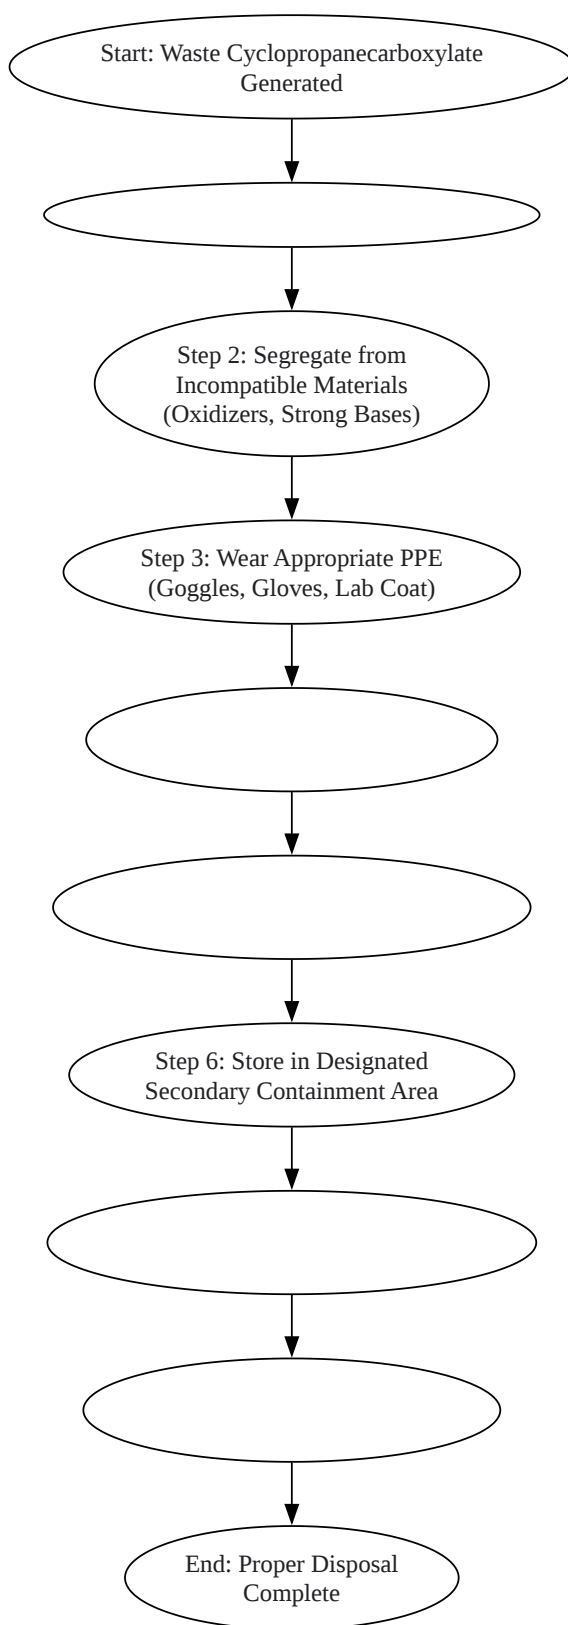 Start: Waste Cyclopropanecarboxylate
Generated
Step 2: Segregate from
Incompatible Materials
(Oxidizers, Strong Bases)
Step 3: Wear Appropriate PPE
(Goggles, Gloves, Lab Coat)
Step 6: Store in Designated
Secondary Containment Area
End: Proper Disposal
Complete